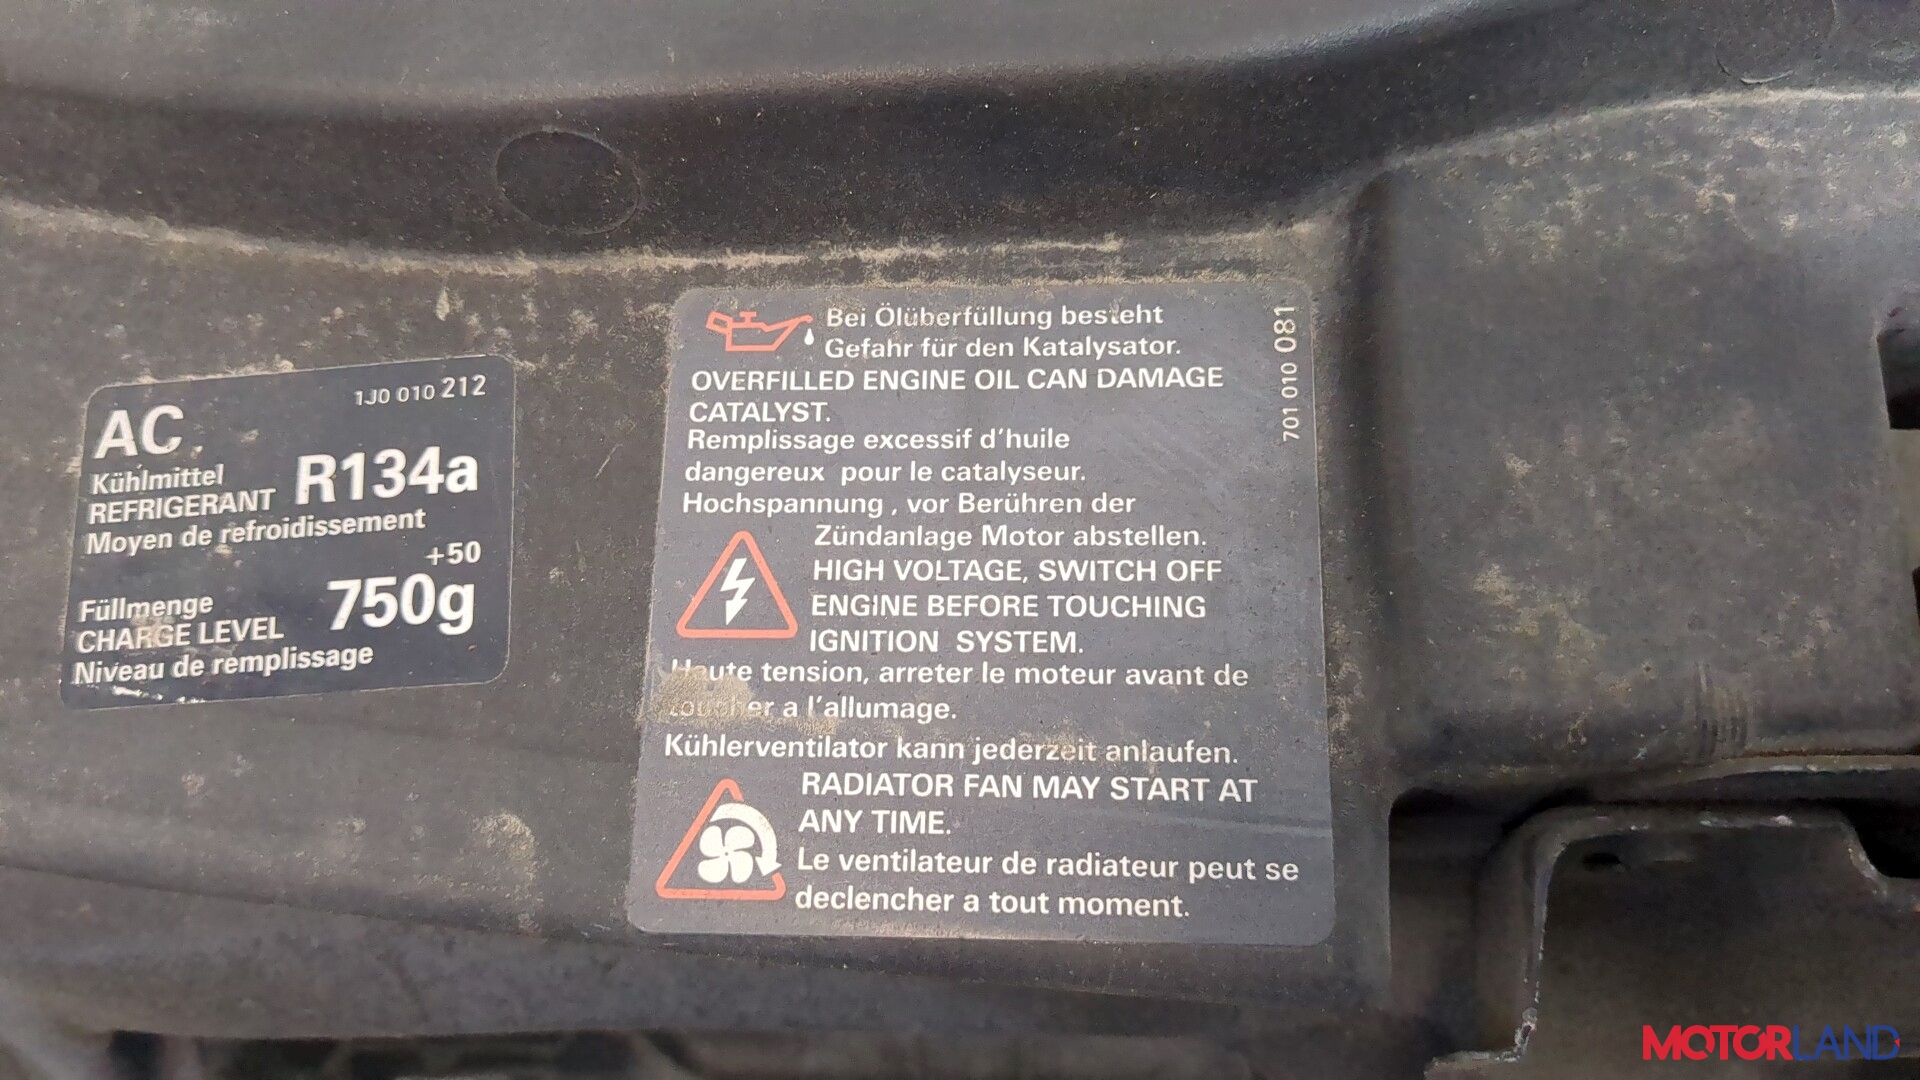 1J0 010 212
AC
Kühlmittel
REFRIGERANT R134a
Moyen de refroidissement
+50
Füllmenge
CHARGE LEVEL 750g
Niveau de remplissage
Bei Ölüberfüllung besteht
Gefahr für den Katalysator.
OVERFILLED ENGINE OIL CAN DAMAGE
CATALYST.
Remplissage excessif d'huile
dangereux pour le catalyseur.
Hochspannung , vor Berühren der
Zündanlage Motor abstellen.
HIGH VOLTAGE, SWITCH OFF
ENGINE BEFORE TOUCHING
IGNITION SYSTEM.
Haute tension, arreter le moteur avant de
toucher a l'allumage.
Kühlerventilator kann jederzeit anlaufen.
RADIATOR FAN MAY START AT
ANY TIME.
Le ventilateur de radiateur peut se
declencher a tout moment.
701 010 081
MOTORLAND